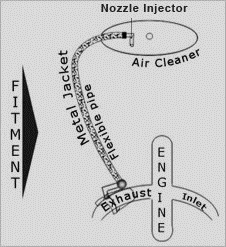 Nozzle Injector
Air Cleaner
Metal Jacket
Flexible pipe
FITMENT
ENGINE
Exhaust
Inlet